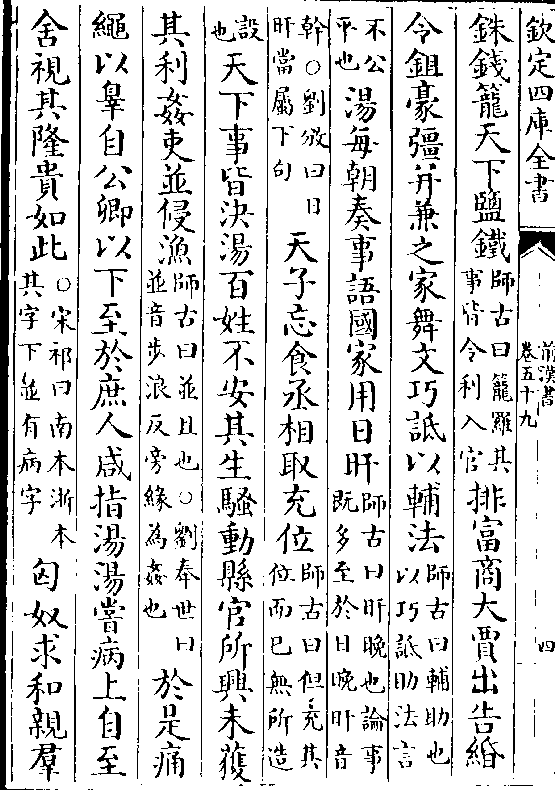 欽定四庫全書
前漢書
卷五十九
四
銖錢籠天下鹽鐵師古曰籠羅其事皆令利入官排富商大賈出告緡
令鉏豪彊并兼之家舞文巧詆以輔法師古曰輔助也以巧詆助法言
不公平也湯每朝奏事語國家用日旰師古曰旰晚也論事既多至於日晚旰音
幹○劉攽曰日旰當屬下句天子忘食丞相取充位師古曰但充其位而已無所造
設也天下事皆決湯百姓不安其生騷動縣官所興未獲
其利姦吏並侵漁師古曰並且也○劉奉世曰並音步浪反旁緣為姦也於是痛
繩以辠自公卿以下至於庶人咸指湯湯嘗病上自至
舍視其隆貴如此○宋祁曰南本浙本其字下並有病字匈奴求和親羣